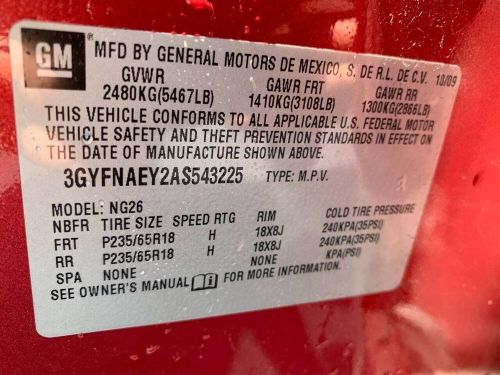 GM
MFD BY GENERAL MOTORS DE MEXICO, S. DE R.L. DE C.V. 10/09
GVWR GAWR FRT GAWR RR
2480KG(5467LB) 1410KG(3108LB) 1300KG(2866LB)
THIS VEHICLE CONFORMS TO ALL APPLICABLE U.S. FEDERAL MOTOR
VEHICLE SAFETY AND THEFT PREVENTION STANDARDS IN EFFECT ON
THE DATE OF MANUFACTURE SHOWN ABOVE.
3GYFNAEY2AS543225 TYPE: M.P.V.
MODEL: NG26
NBFR TIRE SIZE SPEED RTG RIM COLD TIRE PRESSURE
FRT P235/65R18 H 18X8J 240KPA(35PSI)
RR P235/65R18 H 18X8J 240KPA(35PSI)
SPA NONE NONE KPA(PSI)
SEE OWNER'S MANUAL FOR MORE INFORMATION.